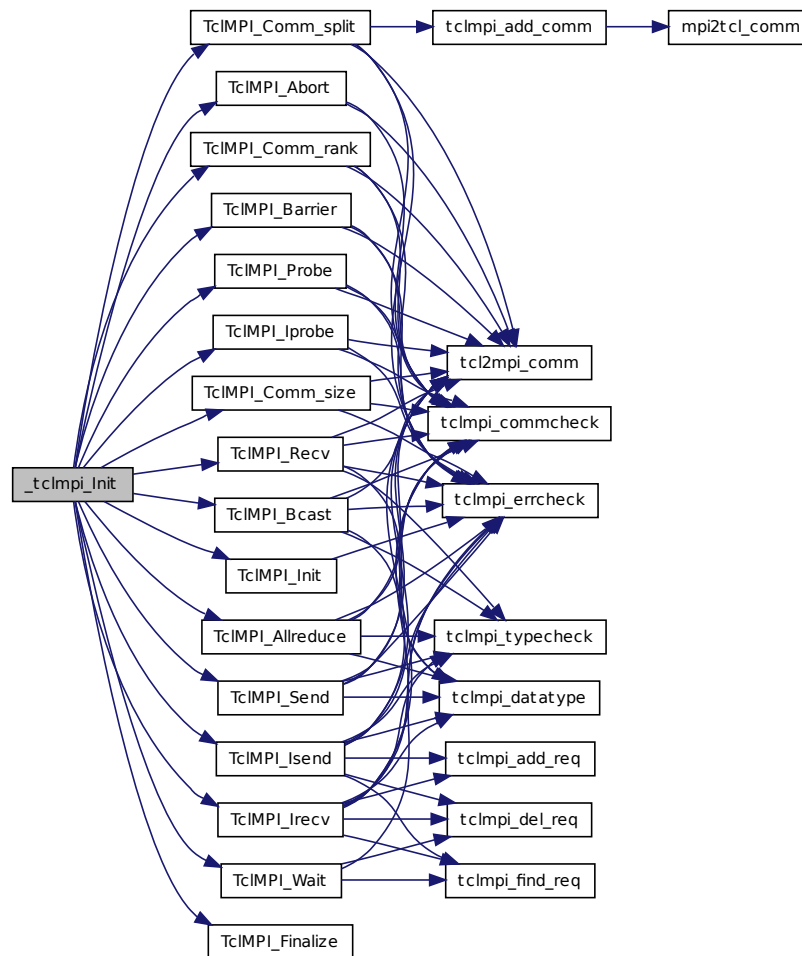 TclMPI_Comm_split
tclmpi_add_comm
mpi2tcl_comm
TclMPI_Abort
TclMPI_Comm_rank
TclMPI_Barrier
TclMPI_Probe
TclMPI_Iprobe
tcl2mpi_comm
TclMPI_Comm_size
tclmpi_commcheck
TclMPI_Recv
_tclmpi_Init
tclmpi_errcheck
TclMPI_Bcast
TclMPI_Init
TclMPI_Allreduce
tclmpi_typecheck
TclMPI_Send
tclmpi_datatype
TclMPI_Isend
tclmpi_add_req
TclMPI_Irecv
tclmpi_del_req
TclMPI_Wait
tclmpi_find_req
TclMPI_Finalize